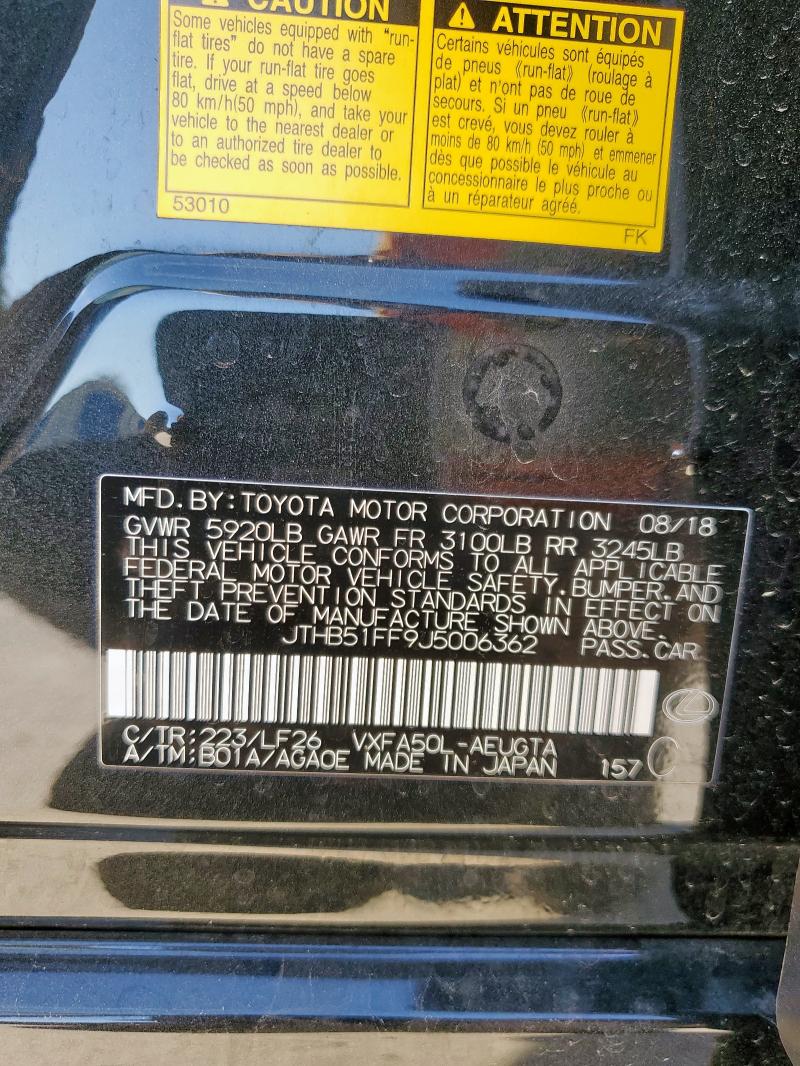 CAUTION
Some vehicles equipped with "run-
flat tires" do not have a spare
tire. If your run-flat tire goes
flat, drive at a speed below
80 km/h(50 mph), and take your
vehicle to the nearest dealer or
to an authorized tire dealer to
be checked as soon as possible.
53010
ATTENTION
Certains véhicules sont équipés
de pneus 《run-flat》 (roulage à
plat) et n'ont pas de roue de
secours. Si un pneu 《run-flat》
est crevé, vous devez rouler à
moins de 80 km/h (50 mph) et emmener
dès que possible le véhicule au
concessionnaire le plus proche ou
à un réparateur agréé.
FK
MFD. BY: TOYOTA MOTOR CORPORATION 08/18
GVWR 5920LB GAWR FR 3100LB RR 3245LB
THIS VEHICLE CONFORMS TO ALL APPLICABLE
FEDERAL MOTOR VEHICLE SAFETY.BUMPER.AND
THEFT PREVENTION STANDARDS IN EFFECT ON
THE DATE OF MANUFACTURE SHOWN ABOVE.
JTHB51FF9J5006362 PASS.CAR
C/TR:223/LF26 VXFA50L-AEUGTA
A/TM:B01A/AGA0E MADE IN JAPAN 157 C